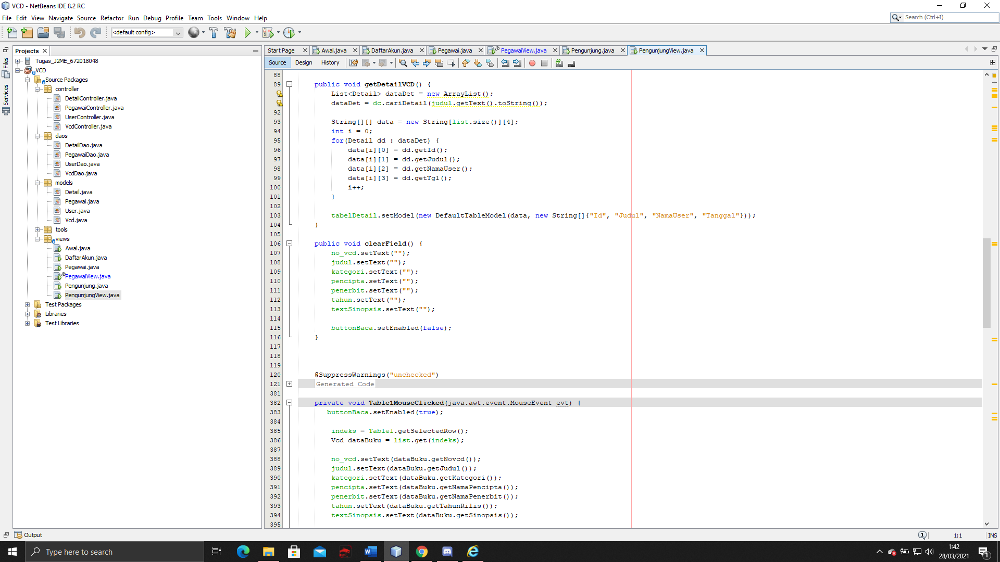 VCD - NetBeans IDE 8.2 RC
File Edit View Navigate Source Refactor Run Debug Profile Team Tools Window Help
Search (Ctrl+I)
<default config>
Projects
Start Page Awal.java DaftarAkun.java Pegawai.java PegawaiView.java Pengunjung.java PengunjungView.java
Source Design History
Files
Services
Tugas_J2ME_672018048
VCD
Source Packages
controller
DetailController.java
PegawaiController.java
UserController.java
VcdController.java
daos
DetailDao.java
PegawaiDao.java
UserDao.java
VcdDao.java
models
Detail.java
Pegawai.java
User.java
Vcd.java
tools
views
Awal.java
DaftarAkun.java
Pegawai.java
PegawaiView.java
Pengunjung.java
PengunjungView.java
Test Packages
Libraries
Test Libraries
88
89 public void getDetailVCD() {
List<Detail> dataDet = new ArrayList();
dataDet = dc.cariDetail(judul.getText().toString());
92
93 String[][] data = new String[list.size()][4];
94 int i = 0;
95 for(Detail dd : dataDet) {
96 data[i][0] = dd.getId();
97 data[i][1] = dd.getJudul();
98 data[i][2] = dd.getNamaUser();
99 data[i][3] = dd.getTgl();
100 i++;
101 }
102
103 tabelDetail.setModel(new DefaultTableModel(data, new String[]{"Id", "Judul", "NamaUser", "Tanggal"}));
104 }
105
106 public void clearField() {
107 no_vcd.setText("");
108 judul.setText("");
109 kategori.setText("");
110 pencipta.setText("");
111 penerbit.setText("");
112 tahun.setText("");
113 textSinopsis.setText("");
114
115 buttonBaca.setEnabled(false);
116 }
117
118
119
120 @SuppressWarnings("unchecked")
121 Generated Code
381
382 private void Table1MouseClicked(java.awt.event.MouseEvent evt) {
383 buttonBaca.setEnabled(true);
384
385 indeks = Table1.getSelectedRow();
386 Vcd dataBuku = list.get(indeks);
387
388 no_vcd.setText(dataBuku.getNovcd());
389 judul.setText(dataBuku.getJudul());
390 kategori.setText(dataBuku.getKategori());
391 pencipta.setText(dataBuku.getNamaPencipta());
392 penerbit.setText(dataBuku.getNamaPenerbit());
393 tahun.setText(dataBuku.getTahunRilis());
394 textSinopsis.setText(dataBuku.getSinopsis());
395
Output
1
1:1
INS
Type here to search
1:42
28/03/2021
1